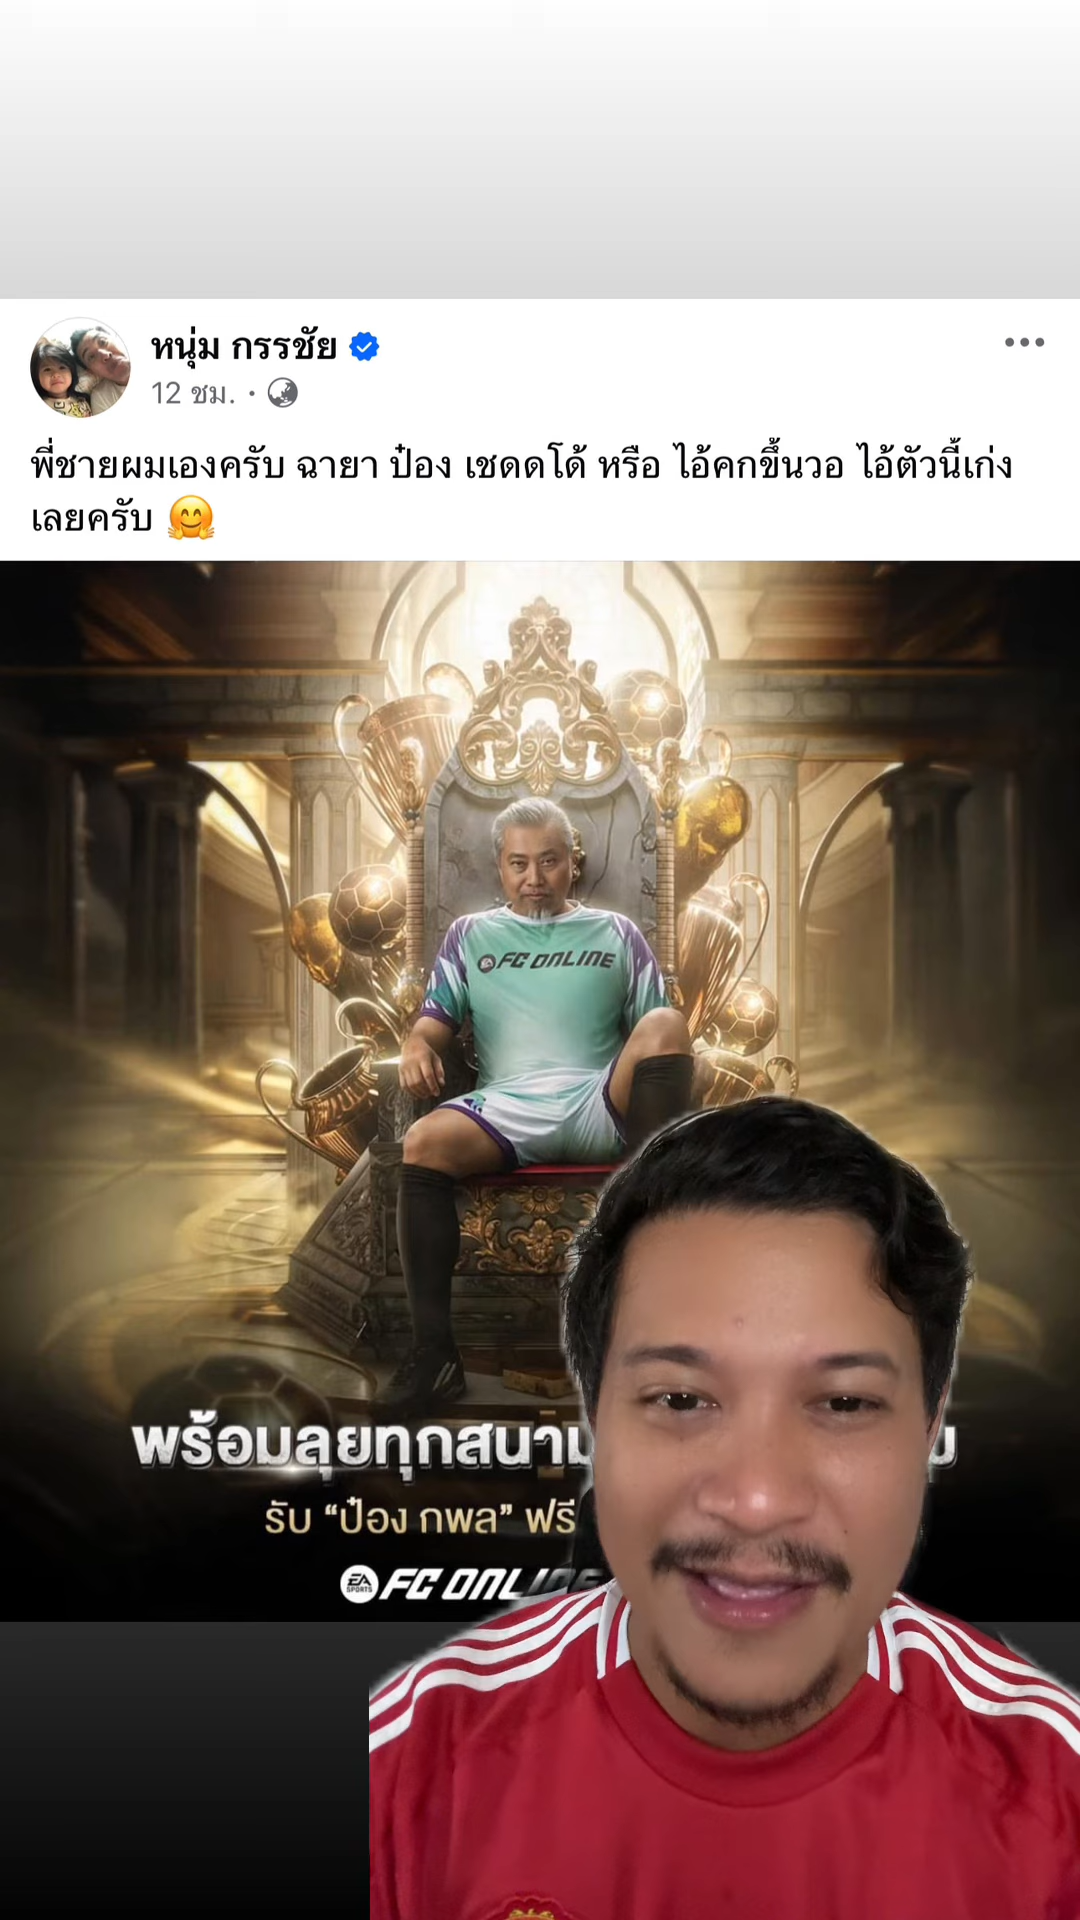 หนุ่ม กรรชัย
12 ชม.
พี่ชายผมเองครับ ฉายา ป๋อง เชดดโด้ หรือ ไอ้คกขึ้นวอ ไอ้ตัวนี้เก่ง
เลยครับ
EA FC ONLINE
พร้อมลุยทุกสนาม
รับ “ป๋อง กพล” ฟรี
EA SPORTS FC ONLINE